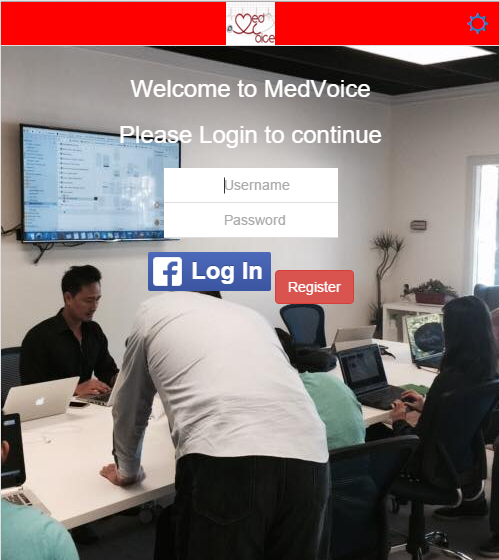 Med
Voice
Welcome to MedVoice
Please Login to continue
Username
Password
f Log In
Register